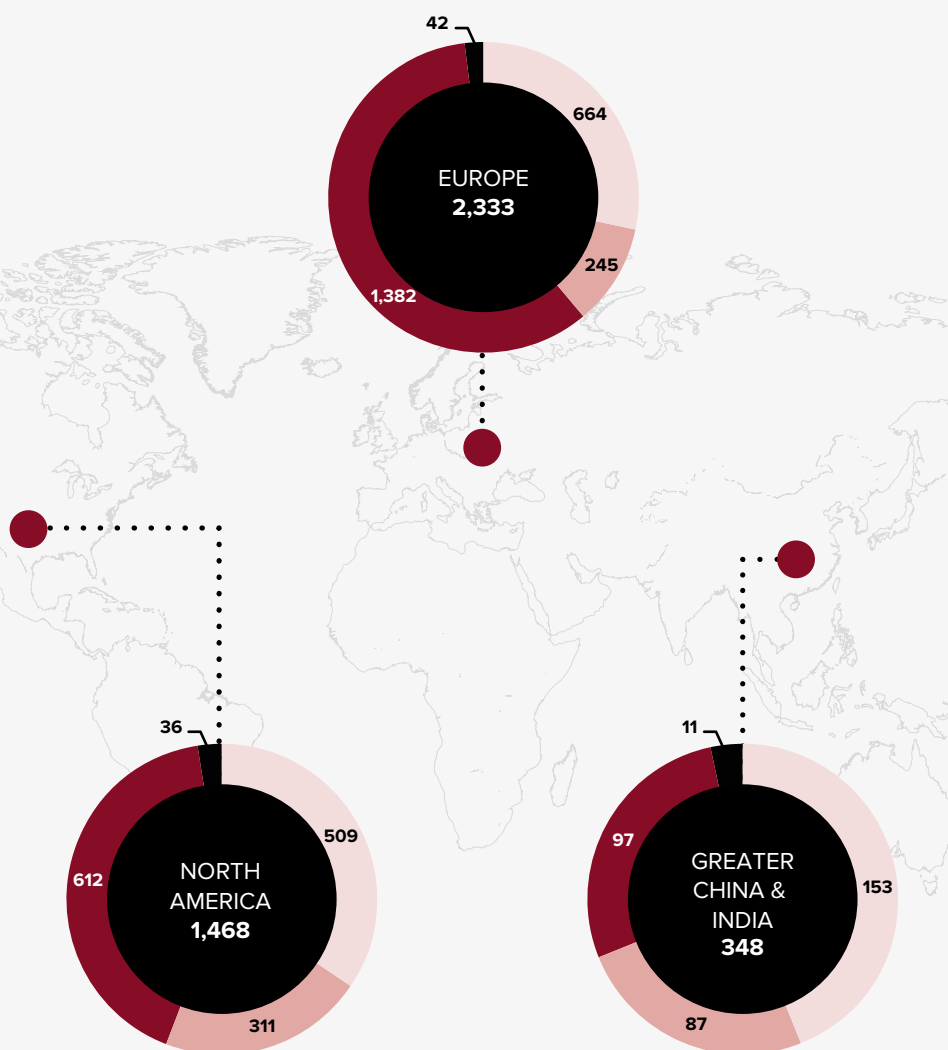 42
664
EUROPE
2,333
245
1,382
36
11
509
612
NORTH
AMERICA
1,468
311
97
GREATER
CHINA &
INDIA
348
153
87